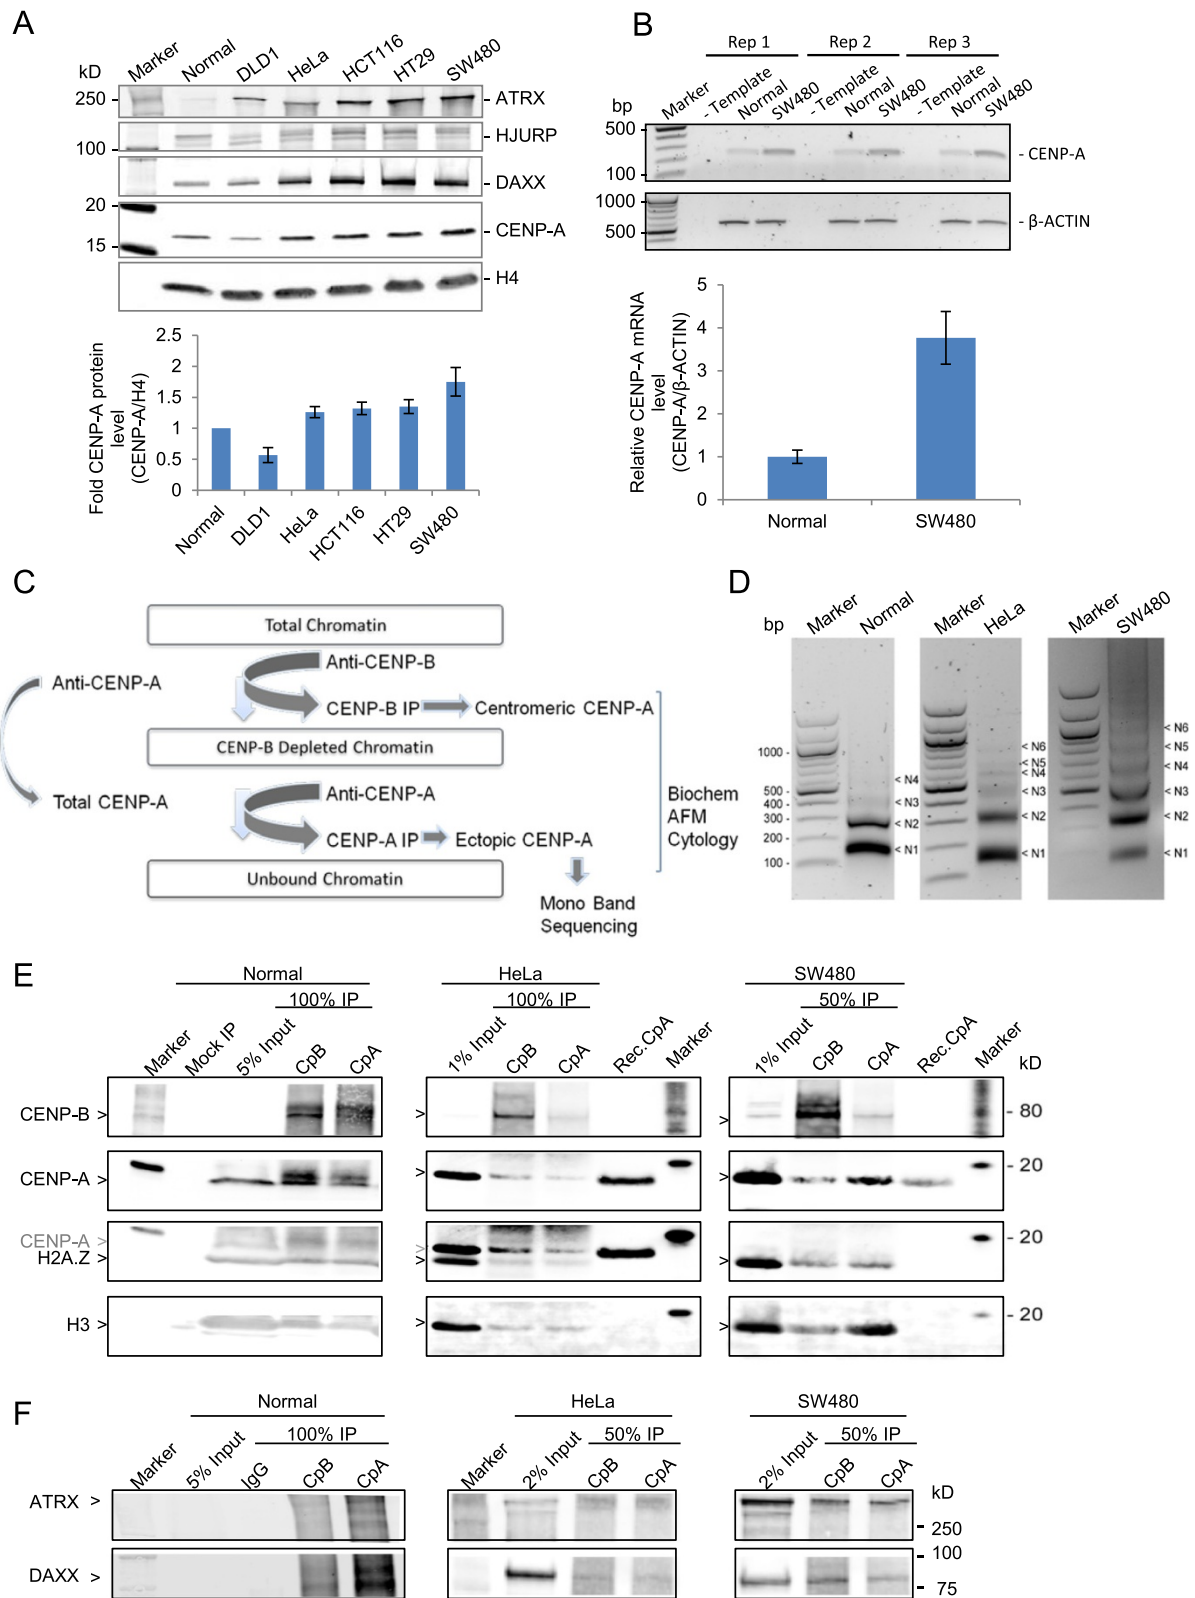 A
kD
Marker
Normal
DLD1
HeLa
HCT116
HT29
SW480
250
- ATRX
HJURP
100
DAXX
20
CENP-A
15
H4
Fold CENP-A protein
level
(CENP-A/H4)
2.5
2
1.5
1
0.5
0
Normal
DLD1
HeLa
HCT116
HT29
SW480
B
Rep 1
Rep 2
Rep 3
bp
Marker
- Template
Normal
SW480
- Template
Normal
SW480
- Template
Normal
SW480
500
- CENP-A
100
1000
- β-ACTIN
500
Relative CENP-A mRNA
level
(CENP-A/β-ACTIN)
5
4
3
2
1
0
Normal
SW480
C
Total Chromatin
Anti-CENP-B
Anti-CENP-A
CENP-B IP
Centromeric CENP-A
CENP-B Depleted Chromatin
Total CENP-A
Anti-CENP-A
Biochem
AFM
Cytology
CENP-A IP
Ectopic CENP-A
Unbound Chromatin
Mono Band
Sequencing
D
bp
Marker
Normal
Marker
HeLa
Marker
SW480
1000 -
500 -
400 -
300 -
200 -
100 -
< N4
< N3
< N2
< N1
< N6
< N5
< N4
< N3
< N2
< N1
< N6
< N5
< N4
< N3
< N2
< N1
E
Normal
HeLa
SW480
100% IP
100% IP
50% IP
Marker
Mock IP
5% Input
CpB
CpA
1% Input
CpB
CpA
Rec.CpA
Marker
1% Input
CpB
CpA
Rec.CpA
Marker
kD
CENP-B >
>
>
- 80
CENP-A >
>
>
- 20
CENP-A >
H2A.Z >
>
>
>
- 20
H3 >
>
>
- 20
F
Normal
HeLa
SW480
100% IP
50% IP
50% IP
Marker
5% Input
IgG
CpB
CpA
Marker
2% Input
CpB
CpA
2% Input
CpB
CpA
kD
ATRX >
- 250
DAXX >
- 100
- 75